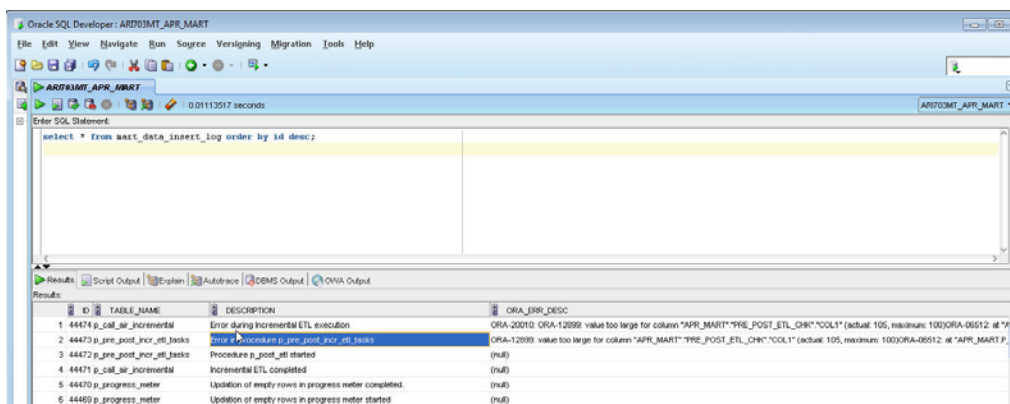 Oracle SQL Developer : ARI703MT_APR_MART
File Edit View Navigate Run Source Versioning Migration Tools Help
ARI703MT_APR_MART
0.01113517 seconds
ARI703MT_APR_MART
Enter SQL Statement:
select * from mart_data_insert_log order by id desc;
Results Script Output Explain Autotrace DBMS Output OWA Output
Results:
ID TABLE_NAME DESCRIPTION ORA_ERR_DESC
1 44474 p_call_air_incremental Error during Incremental ETL execution ORA-20010: ORA-12899: value too large for column "APR_MART"."PRE_POST_ETL_CHK"."COL1" (actual: 105, maximum: 100)ORA-06512: at "A
2 44473 p_pre_post_incr_etl_tasks Error in procedure p_pre_post_incr_etl_tasks ORA-12899: value too large for column "APR_MART"."PRE_POST_ETL_CHK"."COL1" (actual: 105, maximum: 100)ORA-06512: at "APR_MART.P_
3 44472 p_pre_post_incr_etl_tasks Procedure p_post_etl started (null)
4 44471 p_call_air_incremental Incremental ETL completed (null)
5 44470 p_progress_meter Updation of empty rows in progress meter completed. (null)
6 44469 p_progress_meter Updation of empty rows in progress meter started (null)